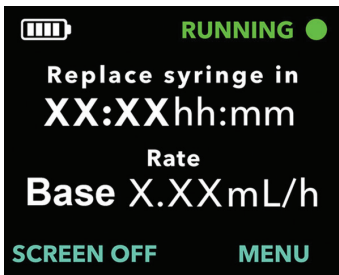 RUNNING
Replace syringe in
XX:XXhh:mm
Rate
Base X.XXmL/h
SCREEN OFF MENU